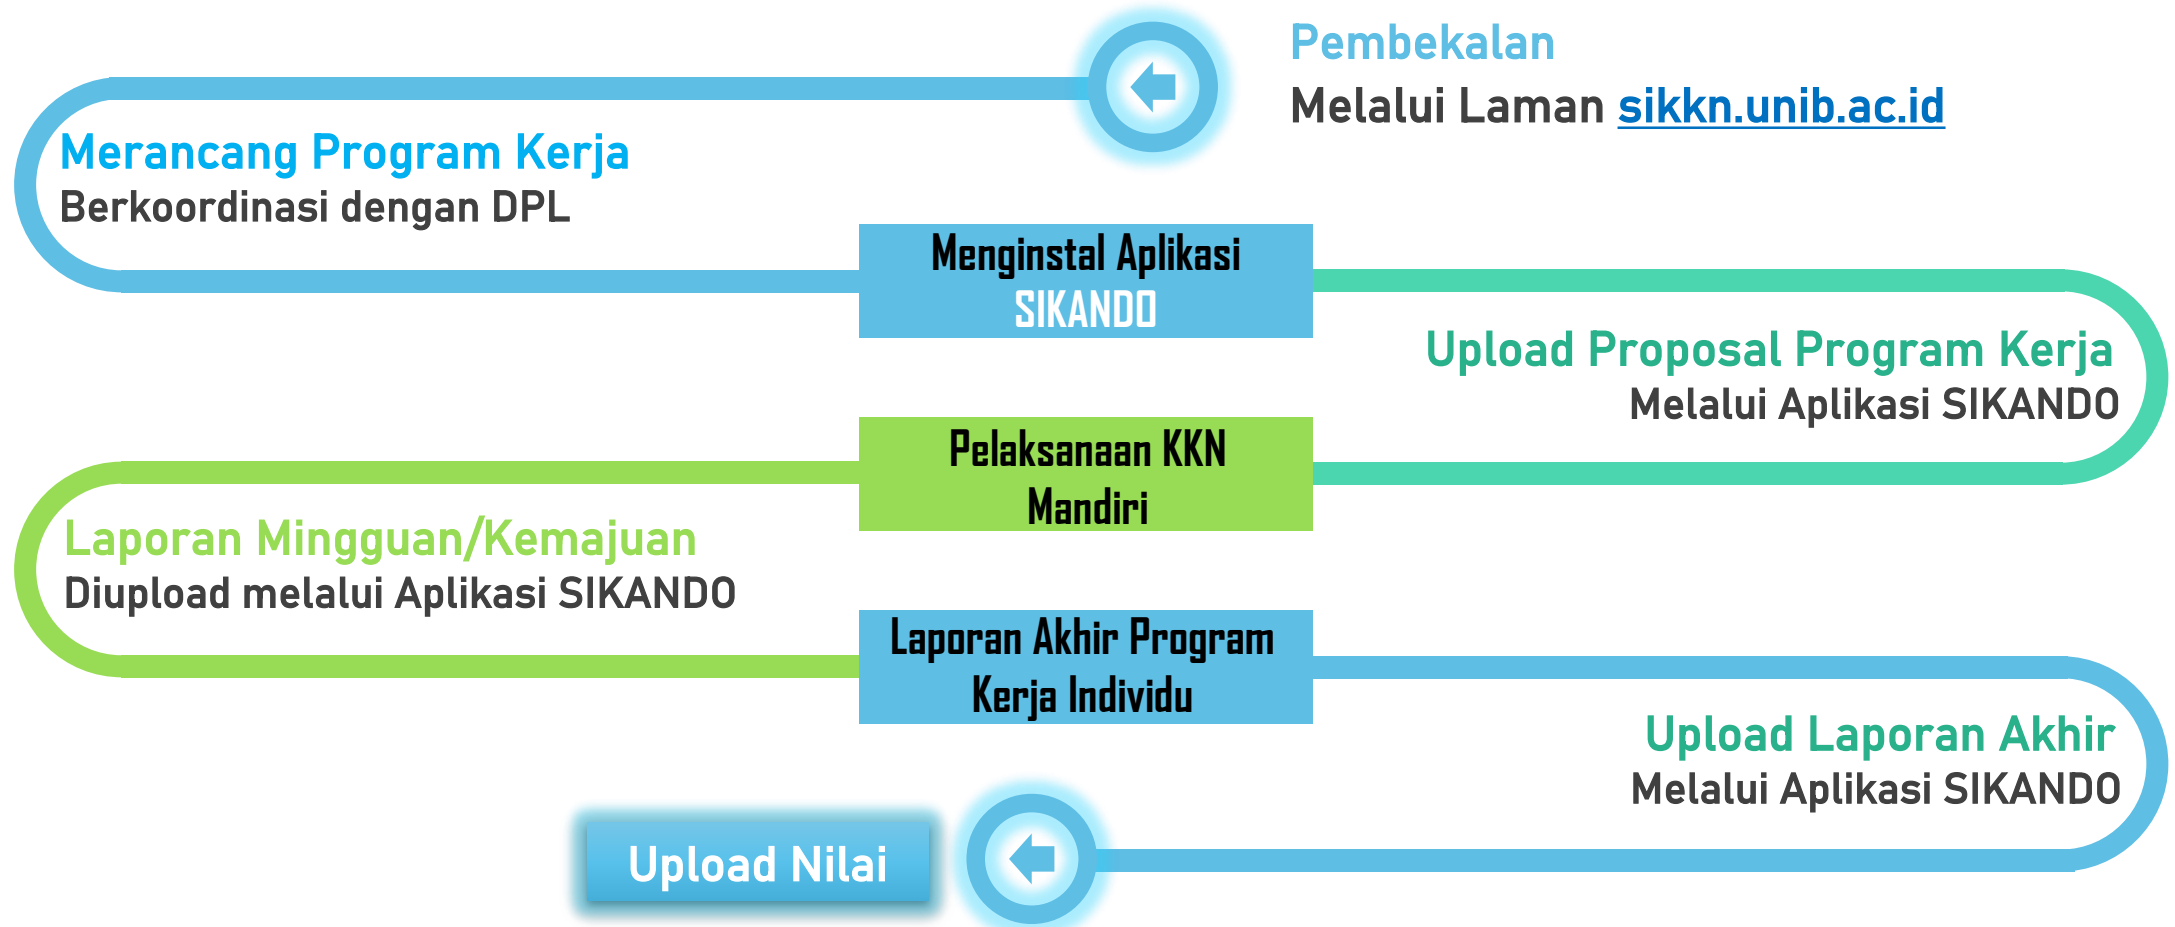 Pembekalan
Melalui Laman sikkn.unib.ac.id
Merancang Program Kerja
Berkoordinasi dengan DPL
Menginstal Aplikasi
SIKANDO
Upload Proposal Program Kerja
Melalui Aplikasi SIKANDO
Pelaksanaan KKN
Mandiri
Laporan Mingguan/Kemajuan
Diupload melalui Aplikasi SIKANDO
Laporan Akhir Program
Kerja Individu
Upload Laporan Akhir
Melalui Aplikasi SIKANDO
Upload Nilai